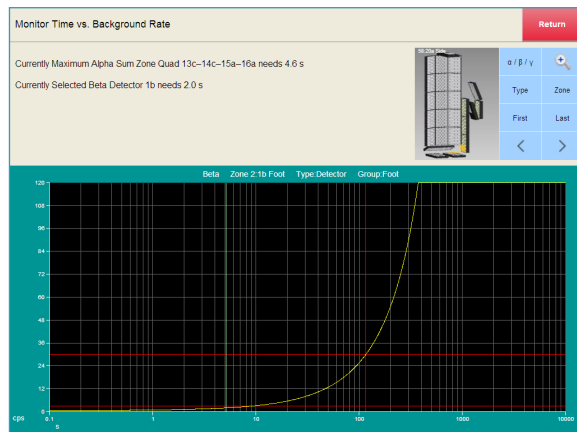 Monitor Time vs. Background Rate
Return
Currently Maximum Alpha Sum Zone Quad 13c–14c–15a–16a needs 4.6 s
Currently Selected Beta Detector 1b needs 2.0 s
α / β / γ
Type
Zone
First
Last
Beta Zone 2:1b Foot Type:Detector Group:Foot
120
108
96
84
72
60
48
36
24
12
0
cps
0.1
1
10
100
1000
10000
s